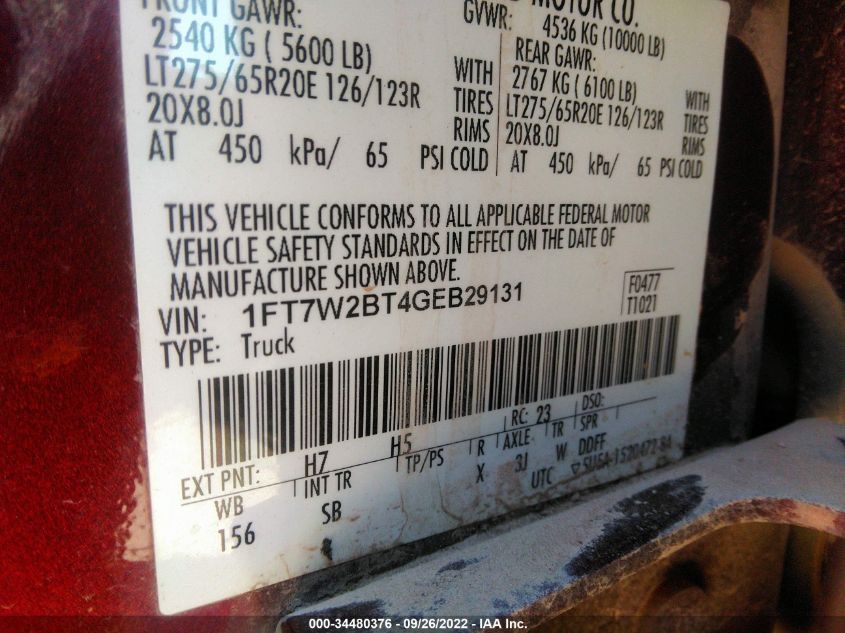 FRONT GAWR:
2540 KG ( 5600 LB)
LT275/65R20E 126/123R
20X8.0J
WITH
TIRES
RIMS
AT 450 kPa/ 65 PSI COLD
MOTOR CO.
GVWR: 4536 KG (10000 LB)
REAR GAWR:
2767 KG ( 6100 LB)
LT275/65R20E 126/123R
20X8.0J
WITH
TIRES
RIMS
AT 450 kPa/ 65 PSI COLD
THIS VEHICLE CONFORMS TO ALL APPLICABLE FEDERAL MOTOR
VEHICLE SAFETY STANDARDS IN EFFECT ON THE DATE OF
MANUFACTURE SHOWN ABOVE.
VIN: 1FT7W2BT4GEB29131
F0477
T1021
TYPE: Truck
EXT PNT: H7 H5 RC: 23 DSO:
WB INT TR TP/PS R AXLE TR SPR
156 SB X 3J W DDFF
UTC 5U5A-1520472-BA
000-34480376 / 09/26/2022 - IAA Inc.